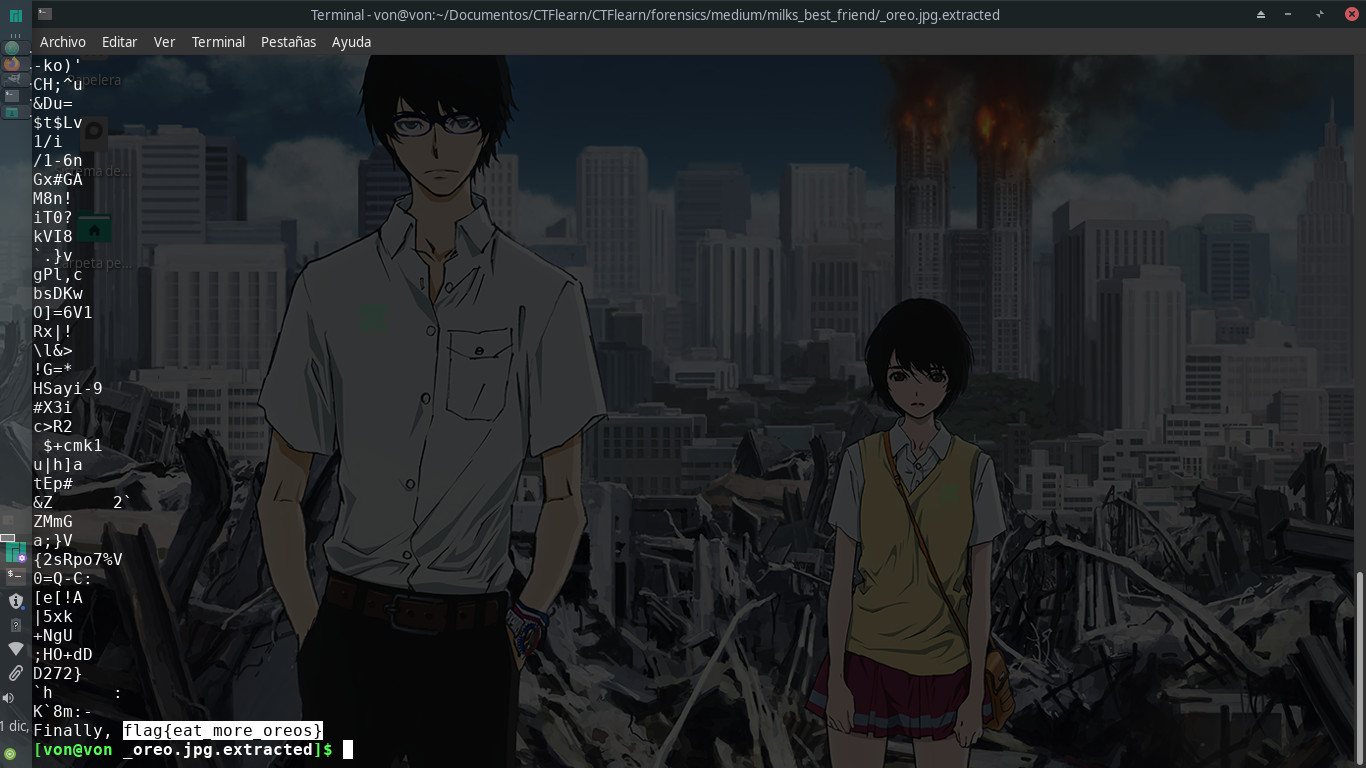 Terminal - von@von:~/Documentos/CTFlearn/CTFlearn/forensics/medium/milks_best_friend/_oreo.jpg.extracted
Archivo Editar Ver Terminal Pestañas Ayuda
-ko)'
CH;^u
&Du=
$t$Lv
1/i
/1-6n
Gx#GA
M8n!
iT0?
kVI8
`.}v
gPl,c
bsDKw
O]=6V1
Rx|!
\l&>
!G=*
HSayi-9
#X3i
c>R2
 $+cmk1
u|h]a
tEp#
&Z      2`
ZMmG
a;}V
{2sRpo7%V
0=Q-C:
[e[!A
|5xk
+NgU
;HO+dD
D272}
`h      :
K`8m:-
Finally, flag{eat_more_oreos}
[von@von _oreo.jpg.extracted]$
1 dic,